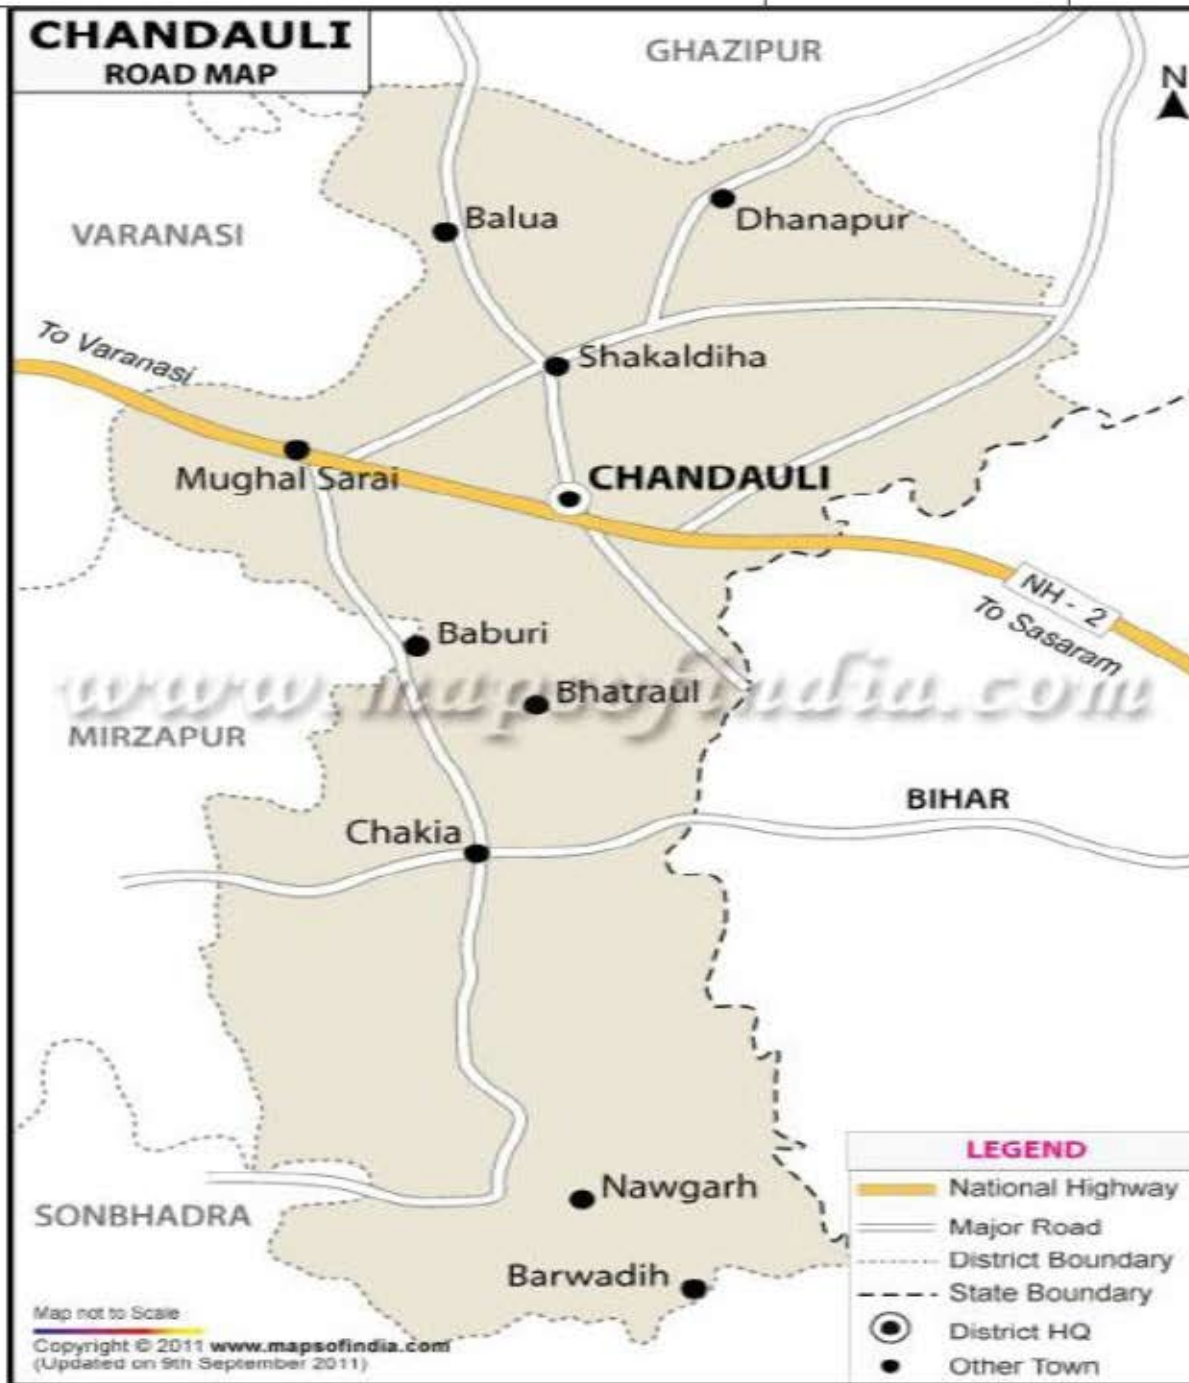 CHANDAULI
ROAD MAP
GHAZIPUR
N
VARANASI
Balua
Dhanapur
To Varanasi
Shakaldiha
Mughal Sarai
CHANDAULI
NH - 2
To Sasaram
Baburi
Bhatraul
www.mapsofindia.com
MIRZAPUR
BIHAR
Chakia
SONBHADRA
Nawgarh
Barwadih
LEGEND
National Highway
Major Road
District Boundary
State Boundary
District HQ
Other Town
Map not to Scale
Copyright © 2011 www.mapsofindia.com
(Updated on 9th September 2011)